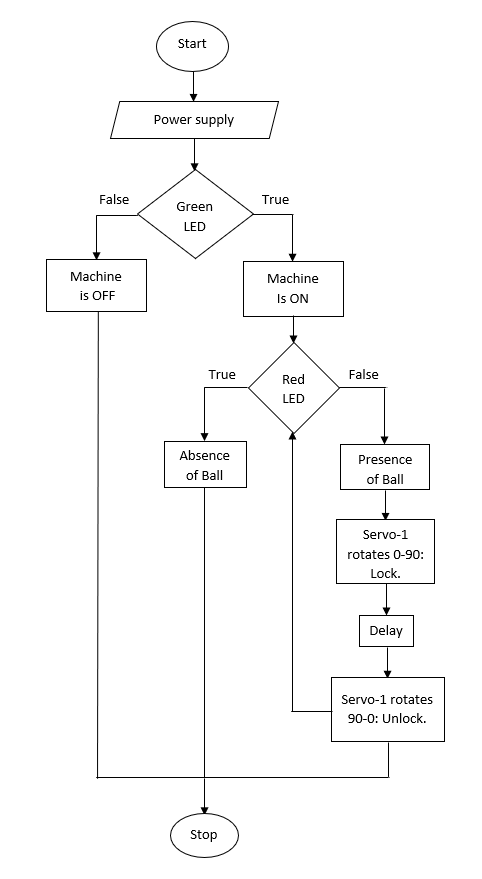 Start
Power supply
False
True
Green
LED
Machine
is OFF
Machine
Is ON
True
False
Red
LED
Absence
of Ball
Presence
of Ball
Servo-1
rotates 0-90:
Lock.
Delay
Servo-1 rotates
90-0: Unlock.
Stop